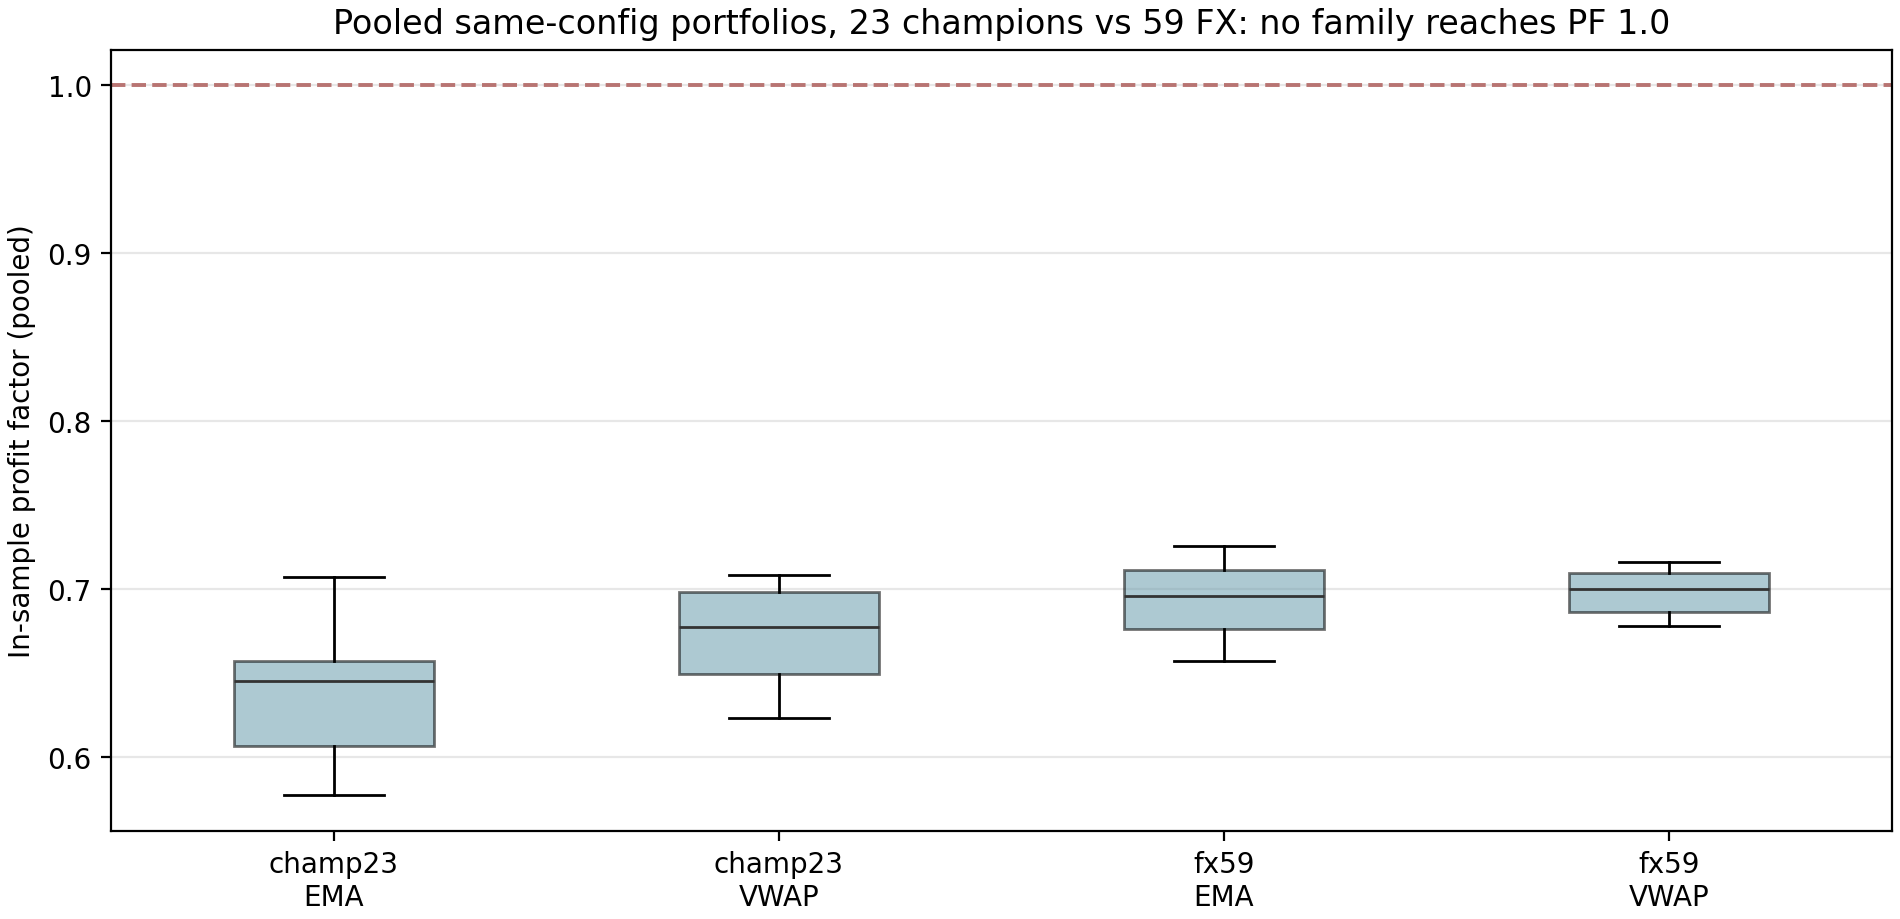 Pooled same-config portfolios, 23 champions vs 59 FX: no family reaches PF 1.0
In-sample profit factor (pooled)
1.0
0.9
0.8
0.7
0.6
champ23
EMA
champ23
VWAP
fx59
EMA
fx59
VWAP